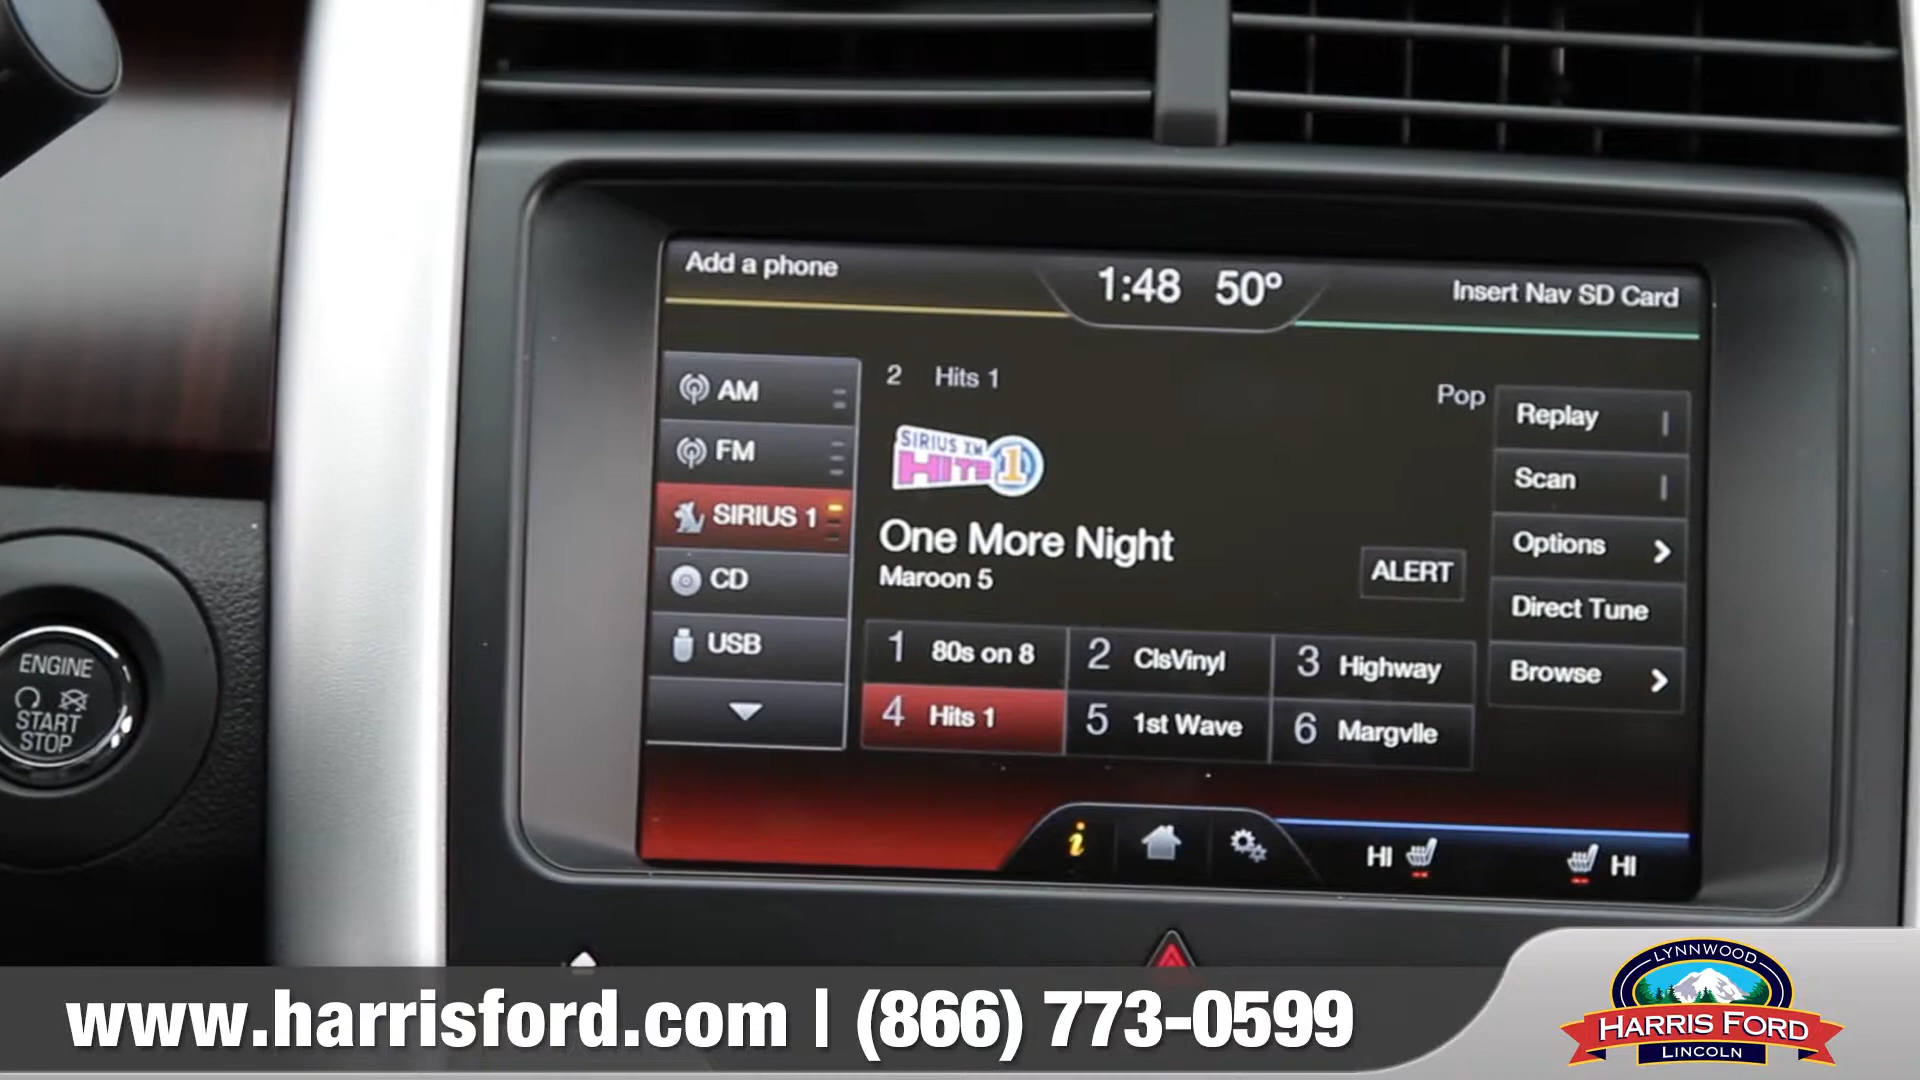 Add a phone
1:48 50°
Insert Nav SD Card
AM
FM
SIRIUS 1
CD
USB
2 Hits 1
Pop
SIRIUS XM
HITS 1
One More Night
Maroon 5
ALERT
1 80s on 8
2 ClsVinyl
3 Highway
4 Hits 1
5 1st Wave
6 Margvlle
Replay
Scan
Options
Direct Tune
Browse
i
HI
HI
ENGINE
START
STOP
www.harrisford.com | (866) 773-0599
LYNNWOOD
HARRIS FORD
LINCOLN